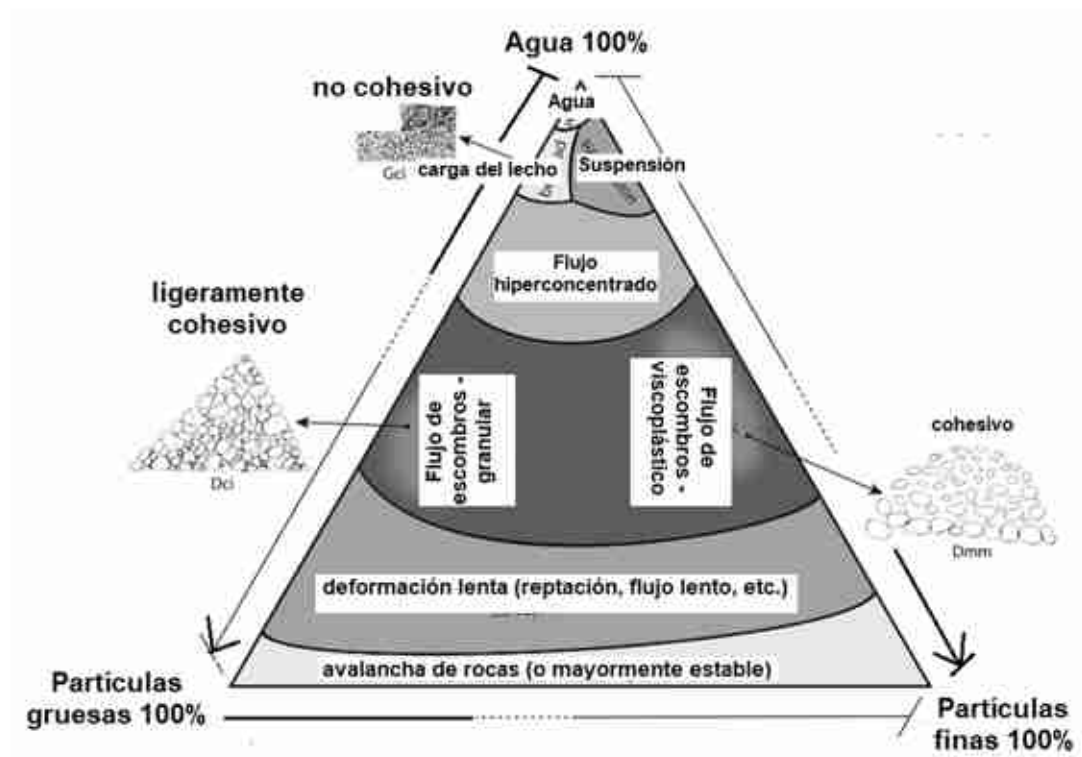 Agua 100%
no cohesivo
Agua
Gci
carga del lecho
Suspensión
Flujo
hiperconcentrado
ligeramente
cohesivo
Dci
Flujo de
escombros -
granular
Flujo de
escombros -
viscoplástico
cohesivo
Dmm
deformación lenta (reptación, flujo lento, etc.)
avalancha de rocas (o mayormente estable)
Partículas
gruesas 100%
Partículas
finas 100%